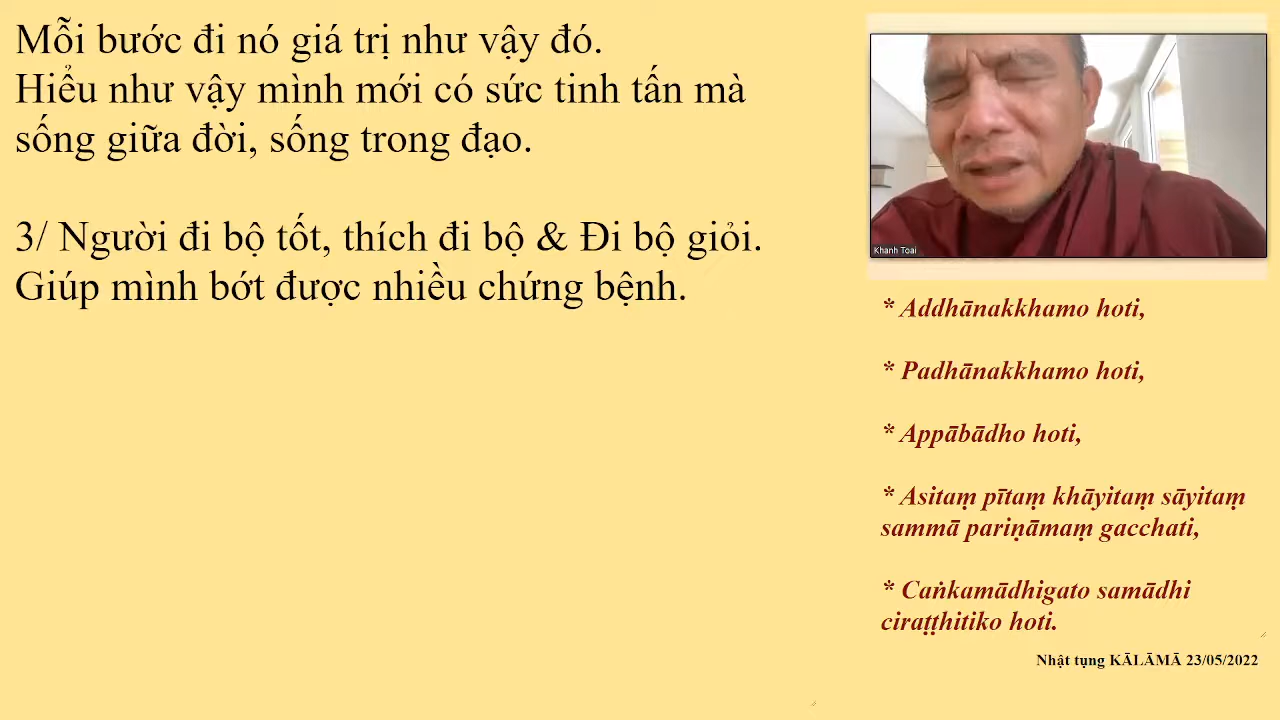 Mỗi bước đi nó giá trị như vậy đó.
Hiểu như vậy mình mới có sức tinh tấn mà
sống giữa đời, sống trong đạo.
3/ Người đi bộ tốt, thích đi bộ & Đi bộ giỏi.
Giúp mình bớt được nhiều chứng bệnh.
Khanh Toai
* Addhānakkhamo hoti,
* Padhānakkhamo hoti,
* Appābādho hoti,
* Asitaṃ pītaṃ khāyitaṃ sāyitaṃ
sammā pariṇāmaṃ gacchati,
* Caṅkamādhigato samādhi
ciraṭṭhitiko hoti.
Nhật tụng KĀLĀMĀ 23/05/2022